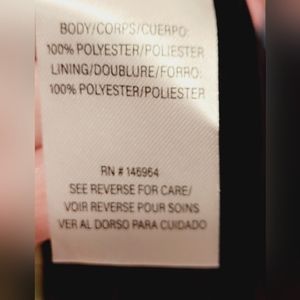 BODY/CORPS/CUERPO:
100% POLYESTER/POLIESTER
LINING/DOUBLURE/FORRO:
100% POLYESTER/POLIESTER
RN # 146964
SEE REVERSE FOR CARE/
VOIR REVERSE POUR SOINS
VER AL DORSO PARA CUIDADO